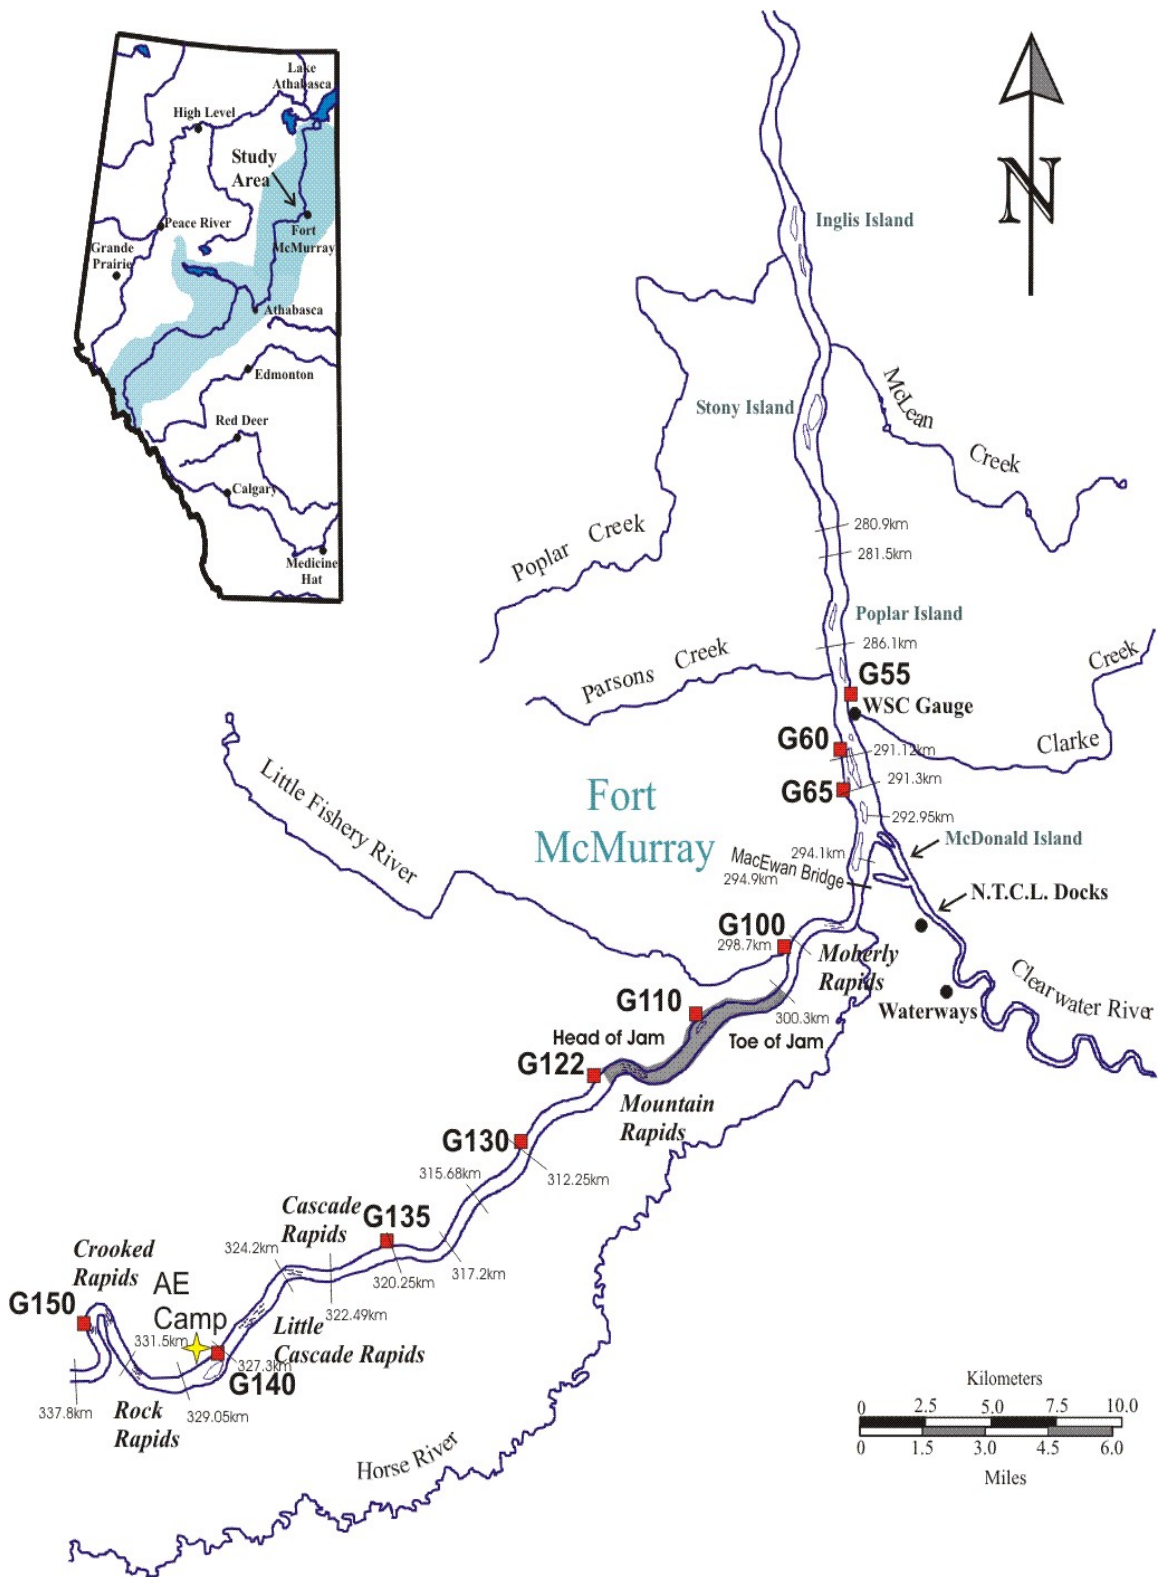 Lake
Athabasca
High Level
Study
Area
Peace River
Fort
McMurray
Grande
Prairie
Athabasca
Edmonton
Red Deer
Calgary
Medicine
Hat
N
Inglis Island
McLean
Creek
Stony Island
Poplar Creek
280.9km
281.5km
Poplar Island
286.1km
Parsons Creek
G55
WSC Gauge
Clarke
Creek
G60
291.12km
G65
291.3km
292.95km
Little Fishery River
Fort
McMurray
McDonald Island
294.1km
MacEwan Bridge
294.9km
N.T.C.L. Docks
G100
298.7km
Moberly
Rapids
Clearwater River
Waterways
G110
300.3km
Head of Jam
Toe of Jam
G122
Mountain
Rapids
G130
312.25km
315.68km
Cascade
Rapids
G135
317.2km
320.25km
324.2km
322.49km
Crooked
Rapids
AE
Camp
G150
Little
Cascade Rapids
331.5km
327.3km
G140
337.8km
329.05km
Rock
Rapids
Horse River
Kilometers
0 2.5 5.0 7.5 10.0
0 1.5 3.0 4.5 6.0
Miles